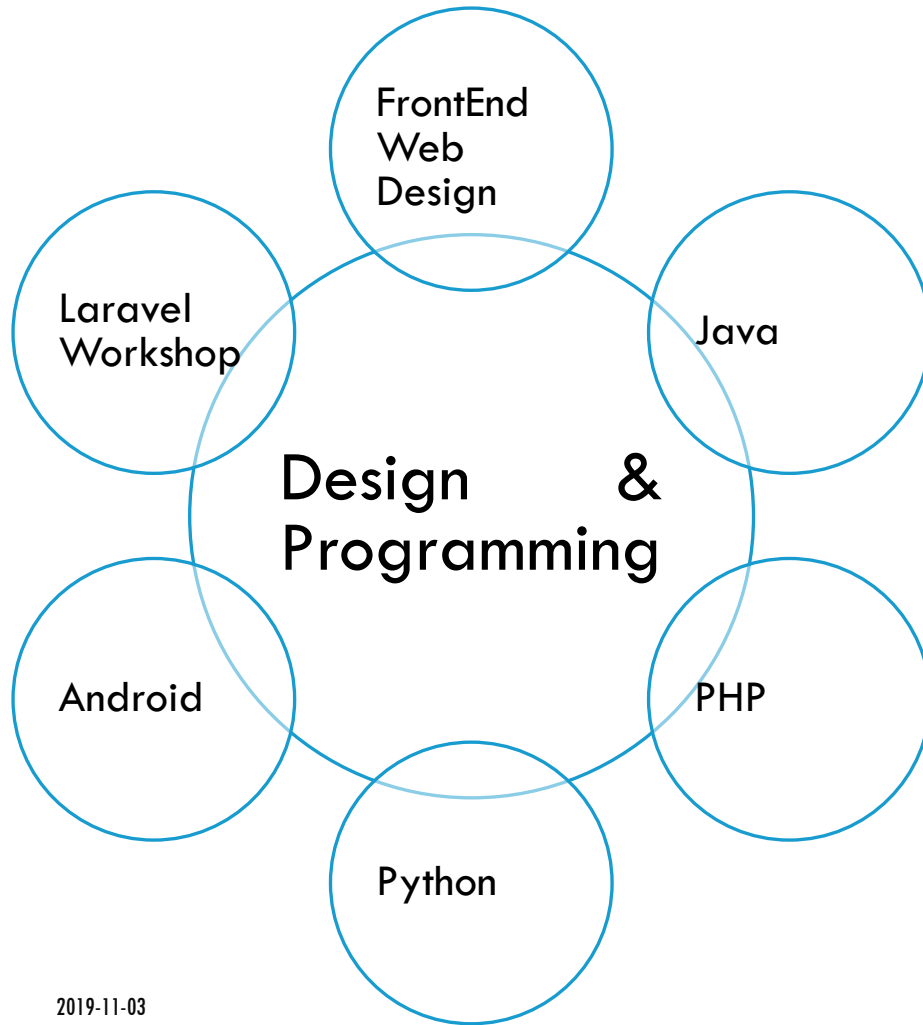 FrontEnd
Web
Design
Laravel
Workshop
Java
Design &
Programming
Android
PHP
Python
2019-11-03